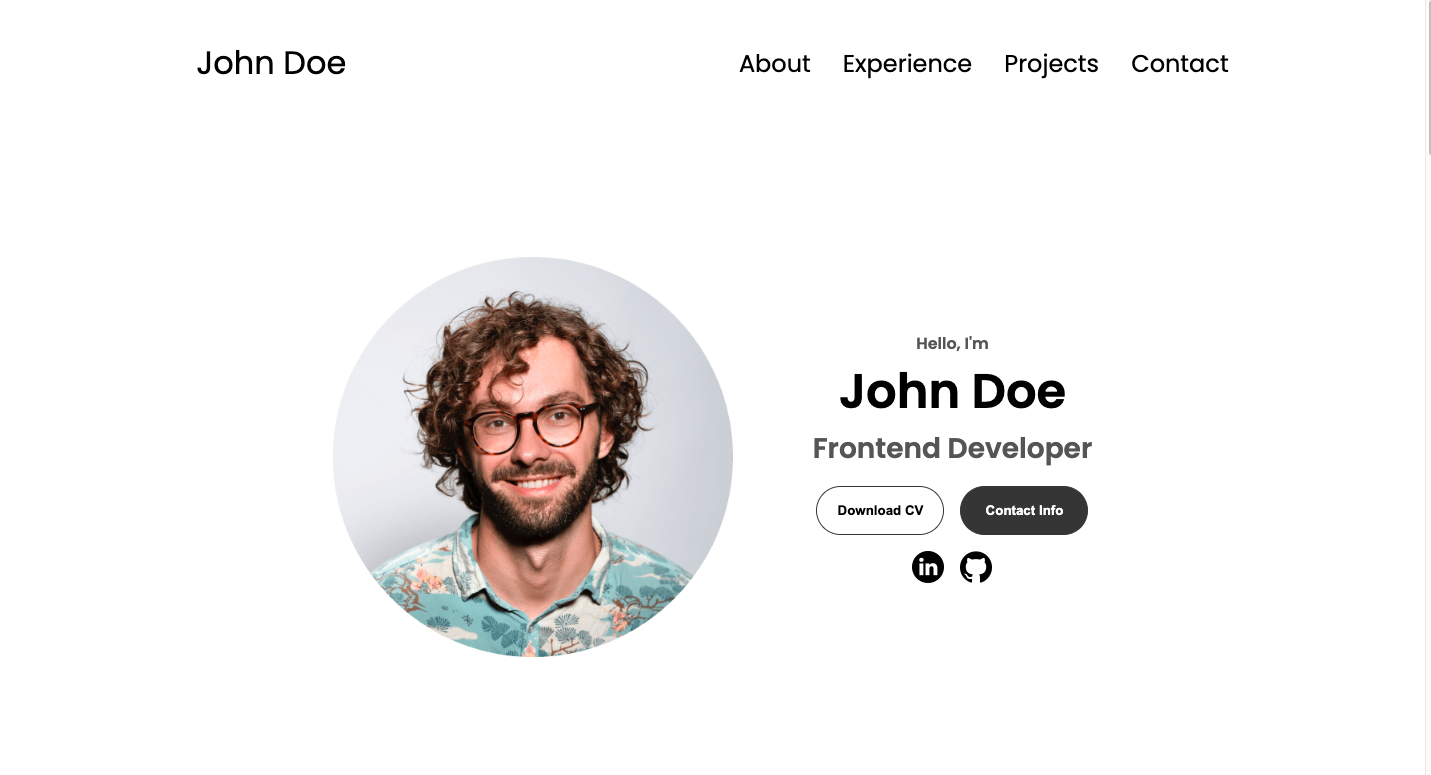 John Doe
About Experience Projects Contact
Hello, I'm
John Doe
Frontend Developer
Download CV
Contact Info
in